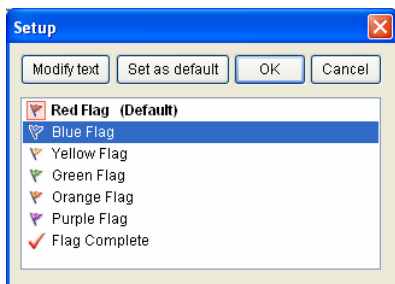 Setup
Modify text Set as default OK Cancel
Red Flag (Default)
Blue Flag
Yellow Flag
Green Flag
Orange Flag
Purple Flag
Flag Complete